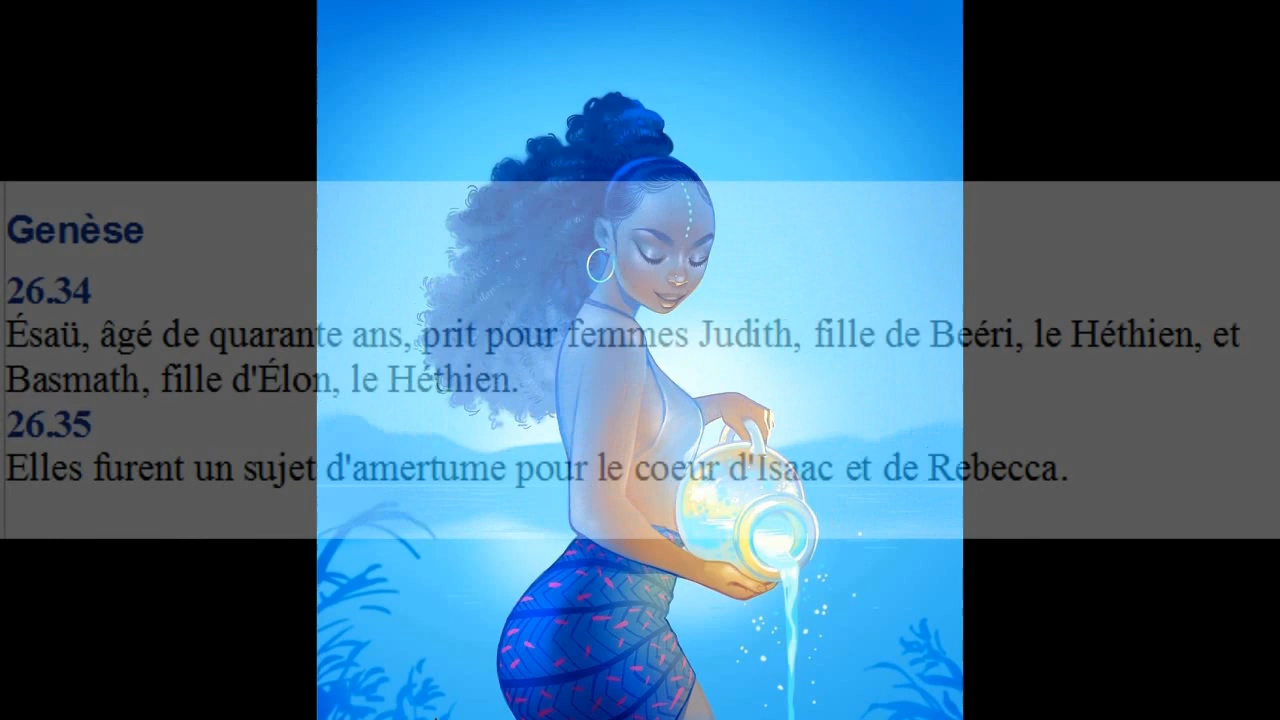 Genèse
26.34
Ésaü, âgé de quarante ans, prit pour femmes Judith, fille de Beéri, le Héthien, et
Basmath, fille d'Élon, le Héthien.
26.35
Elles furent un sujet d'amertume pour le coeur d'Isaac et de Rebecca.